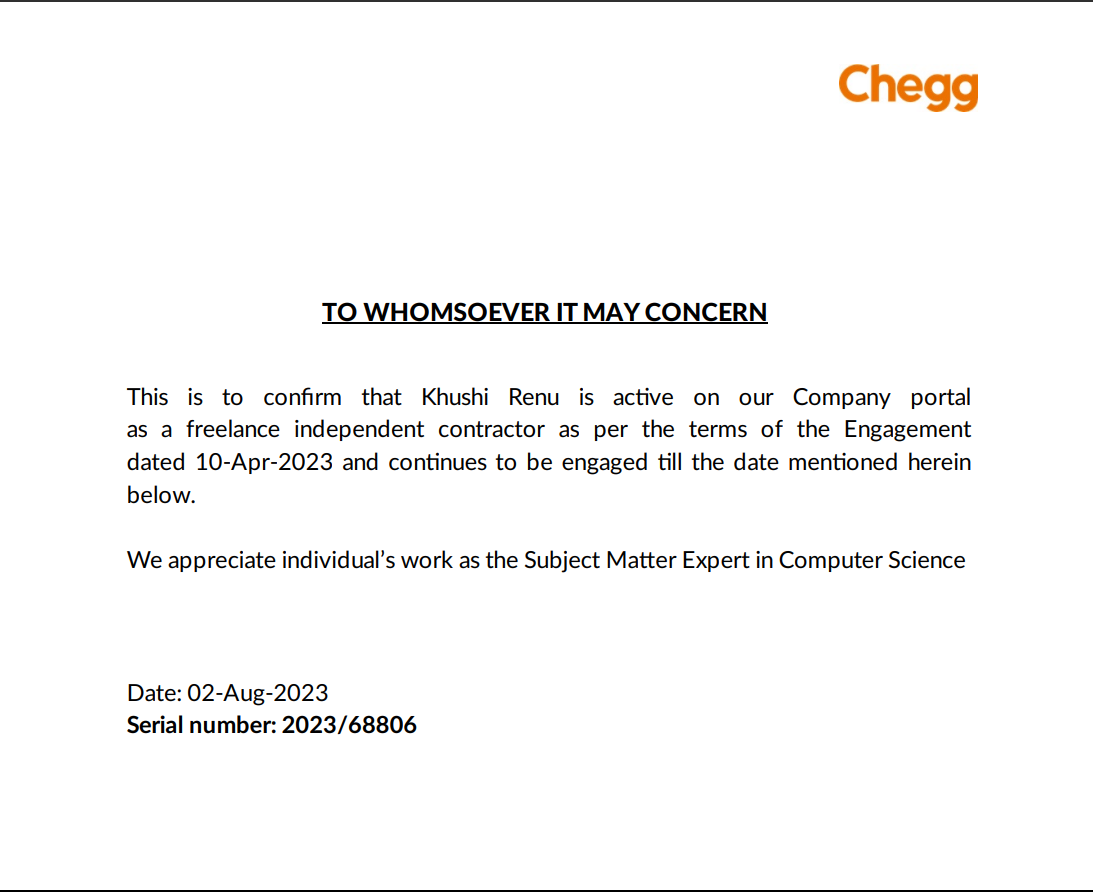 Chegg
TO WHOMSOEVER IT MAY CONCERN
This is to confirm that Khushi Renu is active on our Company portal
as a freelance independent contractor as per the terms of the Engagement
dated 10-Apr-2023 and continues to be engaged till the date mentioned herein
below.
We appreciate individual’s work as the Subject Matter Expert in Computer Science
Date: 02-Aug-2023
Serial number: 2023/68806